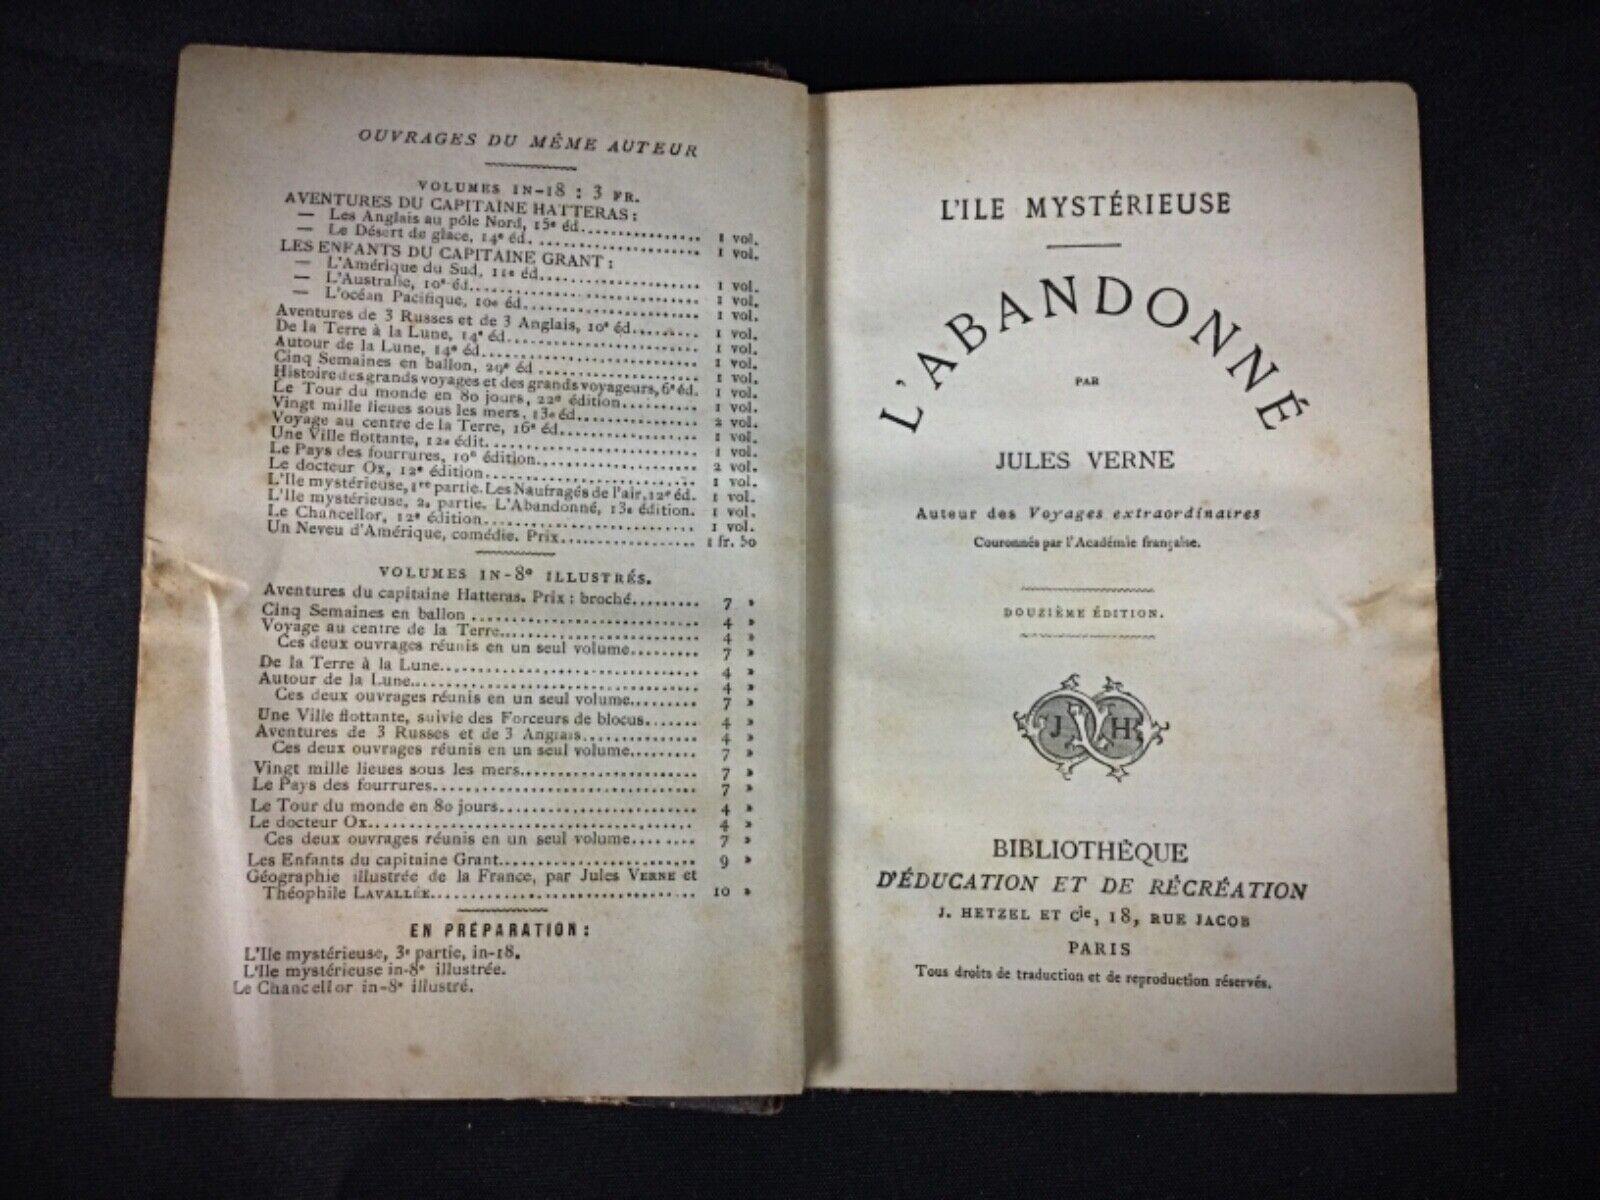 OUVRAGES DU MÊME AUTEUR
VOLUMES IN-18 : 3 FR.
AVENTURES DU CAPITAINE HATTERAS :
— Les Anglais au pôle Nord, 15e éd. 1 vol.
— Le Désert de glace, 14e éd. 1 vol.
LES ENFANTS DU CAPITAINE GRANT :
— L'Amérique du Sud, 11e éd. 1 vol.
— L'Australie, 10e éd. 1 vol.
— L'océan Pacifique, 10e éd. 1 vol.
Aventures de 3 Russes et de 3 Anglais, 10e éd. 1 vol.
De la Terre à la Lune, 14e éd. 1 vol.
Autour de la Lune, 14e éd. 1 vol.
Cinq Semaines en ballon, 29e éd 1 vol.
Histoire des grands voyages et des grands voyageurs, 6e éd. 1 vol.
Le Tour du monde en 80 jours, 22e édition 1 vol.
Vingt mille lieues sous les mers, 13e éd. 2 vol.
Voyage au centre de la Terre, 16e éd. 1 vol.
Une Ville flottante, 12e édit. 1 vol.
Le Pays des fourrures, 10e édition 2 vol.
Le docteur Ox, 12e édition 1 vol.
L'Ile mystérieuse, 1re partie. Les Naufragés de l'air, 12e éd. 1 vol.
L'Ile mystérieuse, 2e partie. L'Abandonné, 13e édition. 1 vol.
Le Chancellor, 12e édition 1 vol.
Un Neveu d'Amérique, comédie. Prix 1 fr. 50
VOLUMES IN-8o ILLUSTRÉS.
Aventures du capitaine Hatteras. Prix : broché 7 »
Cinq Semaines en ballon 4 »
Voyage au centre de la Terre 4 »
Ces deux ouvrages réunis en un seul volume 7 »
De la Terre à la Lune 4 »
Autour de la Lune 4 »
Ces deux ouvrages réunis en un seul volume 7 »
Une Ville flottante, suivie des Forceurs de blocus 4 »
Aventures de 3 Russes et de 3 Anglais 4 »
Ces deux ouvrages réunis en un seul volume 7 »
Vingt mille lieues sous les mers 7 »
Le Pays des fourrures 7 »
Le Tour du monde en 80 jours 4 »
Le docteur Ox 4 »
Ces deux ouvrages réunis en un seul volume 7 »
Les Enfants du capitaine Grant 9 »
Géographie illustrée de la France, par Jules VERNE et
Théophile LAVALLÉE 10 »
EN PRÉPARATION :
L'Ile mystérieuse, 3e partie, in-18.
L'Ile mystérieuse in-8o illustrée.
Le Chancellor in-8o illustré.
L'ILE MYSTÉRIEUSE
L'ABANDONNÉ
PAR
JULES VERNE
Auteur des Voyages extraordinaires
Couronnés par l'Académie française.
DOUZIÈME ÉDITION.
J H
BIBLIOTHÈQUE
D'ÉDUCATION ET DE RÉCRÉATION
J. HETZEL ET Cie, 18, RUE JACOB
PARIS
Tous droits de traduction et de reproduction réservés.